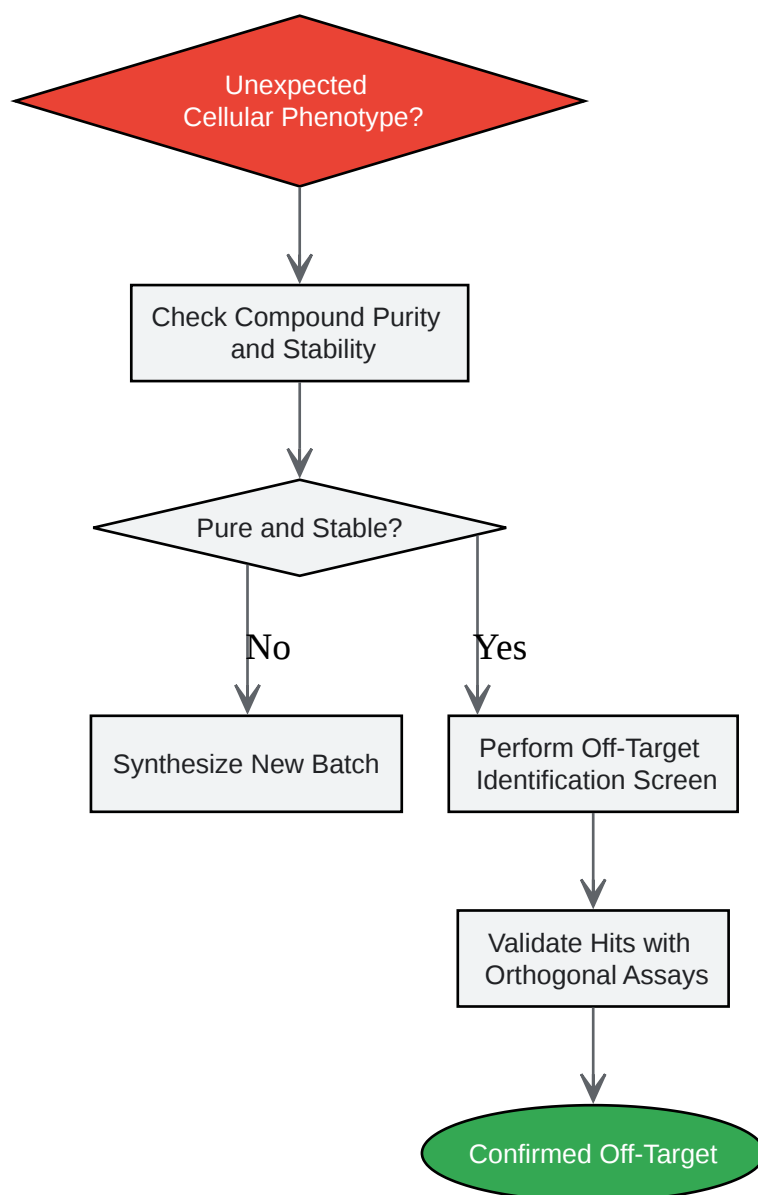 Unexpected
Cellular Phenotype?
Check Compound Purity
and Stability
Pure and Stable?
No
Yes
Synthesize New Batch
Perform Off-Target
Identification Screen
Validate Hits with
Orthogonal Assays
Confirmed Off-Target